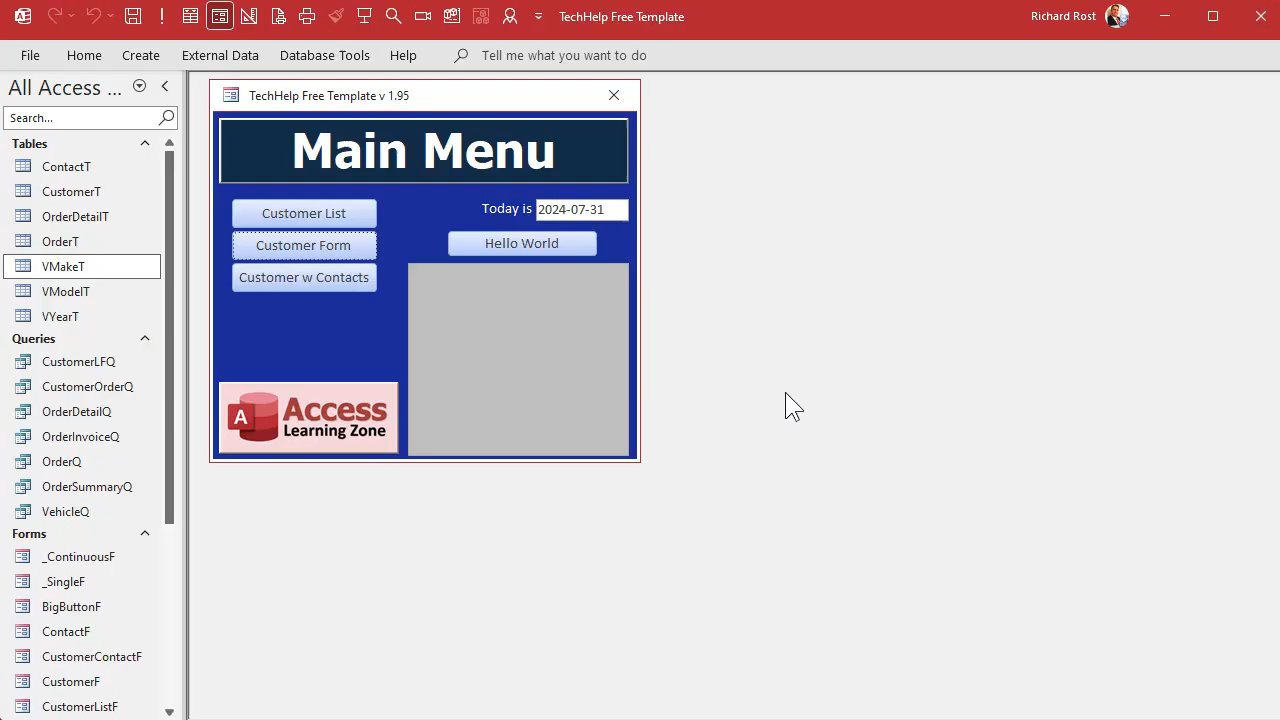 TechHelp Free Template
Richard Rost
File
Home
Create
External Data
Database Tools
Help
Tell me what you want to do
All Access ...
Search...
Tables
ContactT
CustomerT
OrderDetailT
OrderT
VMakeT
VModelT
VYearT
Queries
CustomerLFQ
CustomerOrderQ
OrderDetailQ
OrderInvoiceQ
OrderQ
OrderSummaryQ
VehicleQ
Forms
_ContinuousF
_SingleF
BigButtonF
ContactF
CustomerContactF
CustomerF
CustomerListF
TechHelp Free Template v 1.95
Main Menu
Customer List
Customer Form
Customer w Contacts
Today is 2024-07-31
Hello World
A Access
Learning Zone